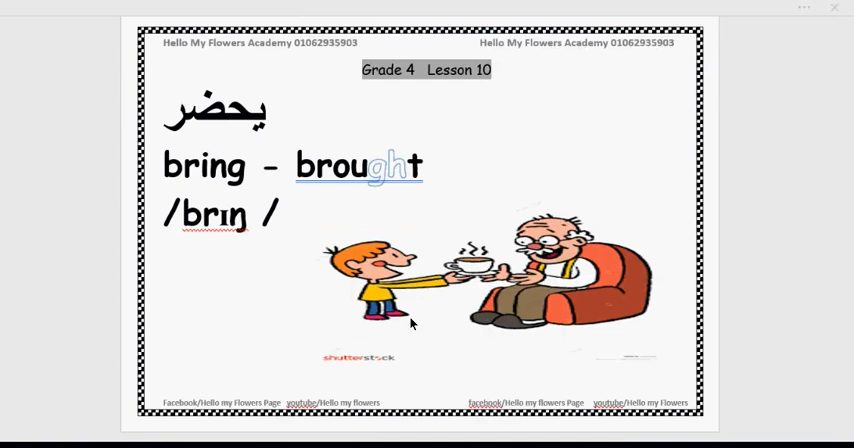 Hello My Flowers Academy 01062935903 Hello My Flowers Academy 01062935903
Grade 4 Lesson 10
يحضر
bring - brought
/brɪŋ /
shutterstock
Facebook/Hello my Flowers Page youtube/Hello my flowers facebook/Hello my flowers Page youtube/Hello my Flowers